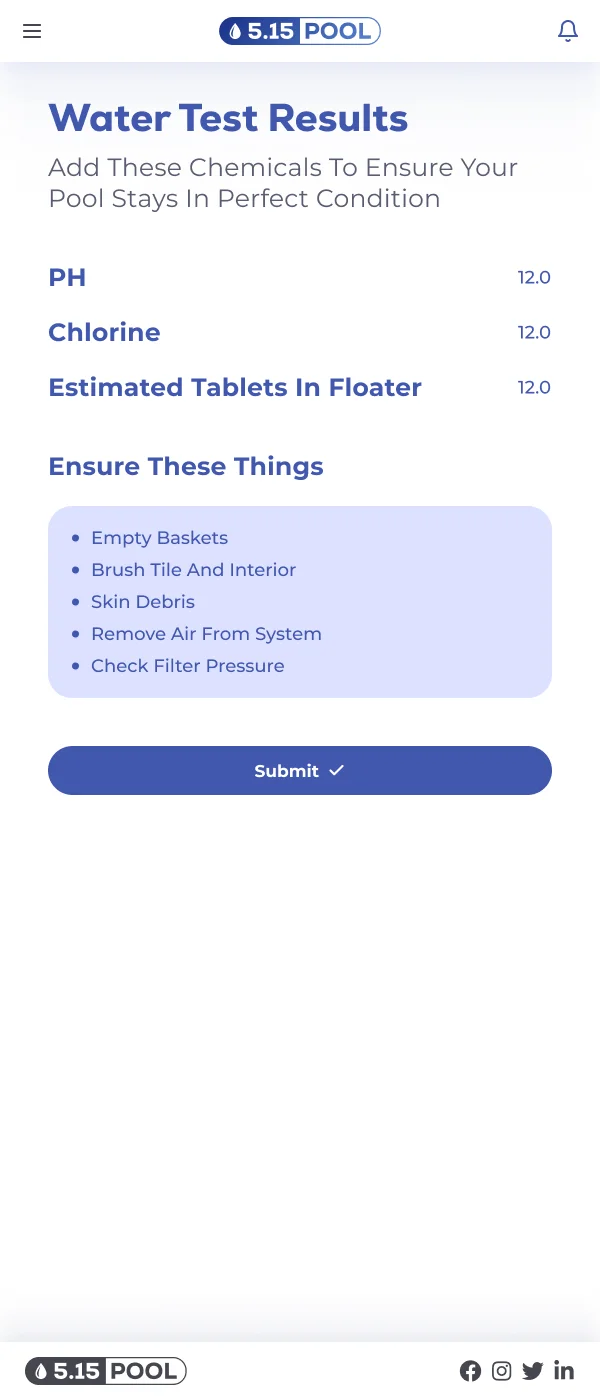 5.15 POOL
Water Test Results
Add These Chemicals To Ensure Your
Pool Stays In Perfect Condition
PH 12.0
Chlorine 12.0
Estimated Tablets In Floater 12.0
Ensure These Things
Empty Baskets
Brush Tile And Interior
Skin Debris
Remove Air From System
Check Filter Pressure
Submit
5.15 POOL